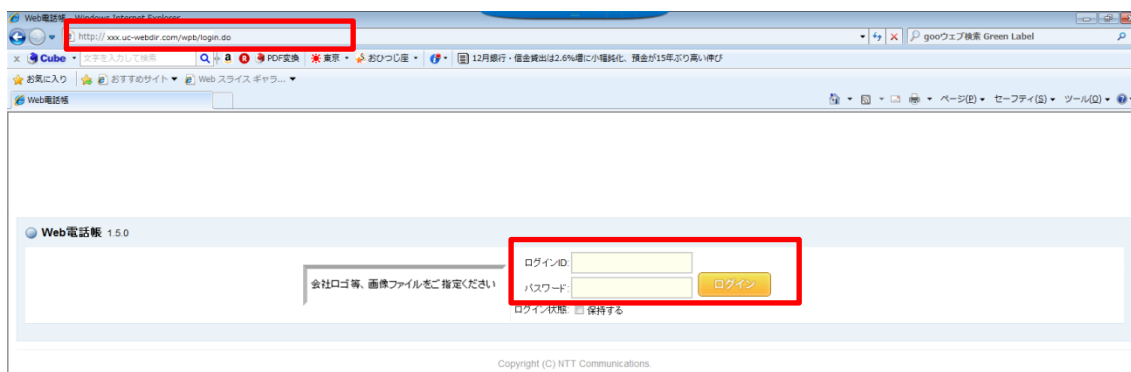 Web電話帳 - Windows Internet Explorer
http://xxx.uc-webdir.com/wpb/login.do
gooウェブ検索 Green Label
x Cube 文字を入力して検索 PDF変換 東京 おひつじ座 12月銀行・信金貸出は2.6%増に小幅鈍化、預金が15年ぶり高い伸び
お気に入り おすすめサイト Web スライス ギャラ...
Web電話帳
ページ(P) セーフティ(S) ツール(O)
Web電話帳 1.5.0
会社ロゴ等、画像ファイルをご指定ください
ログインID:
パスワード:
ログイン
ログイン状態: 保持する
Copyright (C) NTT Communications.